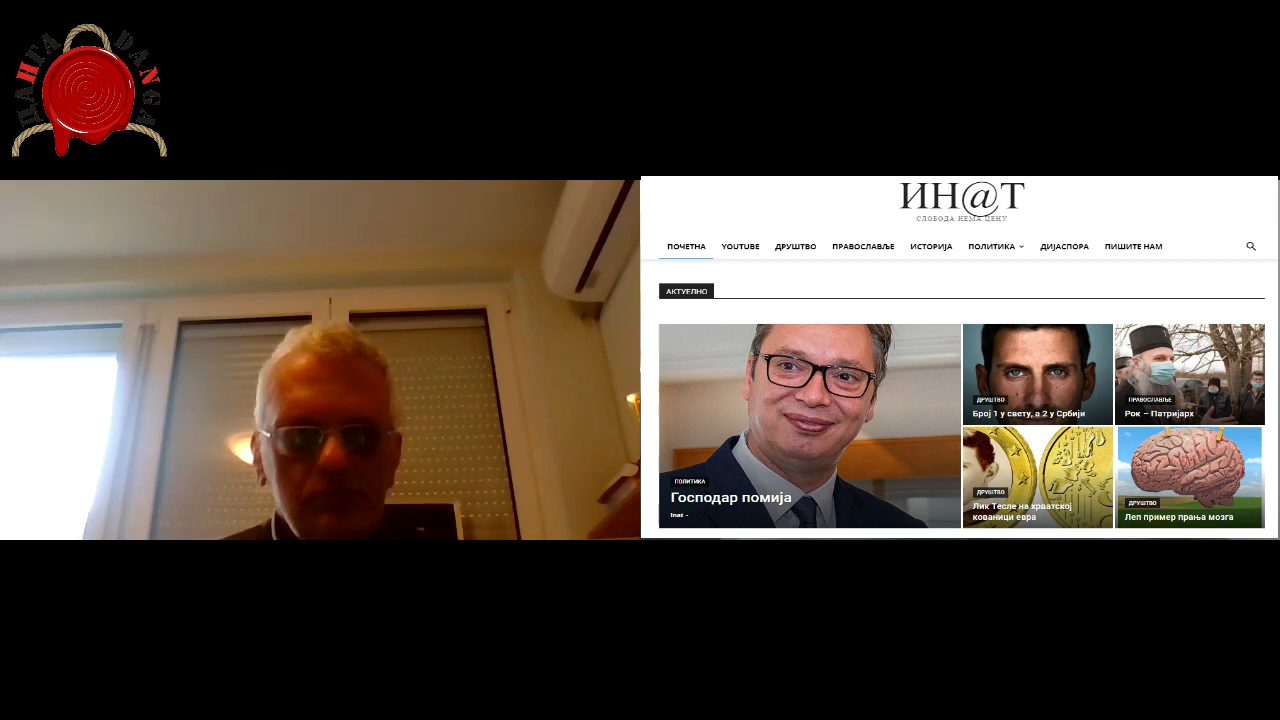 ДАНГА
DANGA
ИН@Т
СЛОБОДА НЕМА ЦЕНУ
ПОЧЕТНА YOUTUBE ДРУШТВО ПРАВОСЛАВЉЕ ИСТОРИЈА ПОЛИТИКА ДИЈАСПОРА ПИШИТЕ НАМ
АКТУЕЛНО
ПОЛИТИКА
Господар помија
Inat -
ДРУШТВО
Број 1 у свету, а 2 у Србији
ПРАВОСЛАВЉЕ
Рок – Патријарх
ДРУШТВО
Лик Тесле на хрватској
кованици евра
ДРУШТВО
Леп пример прања мозга